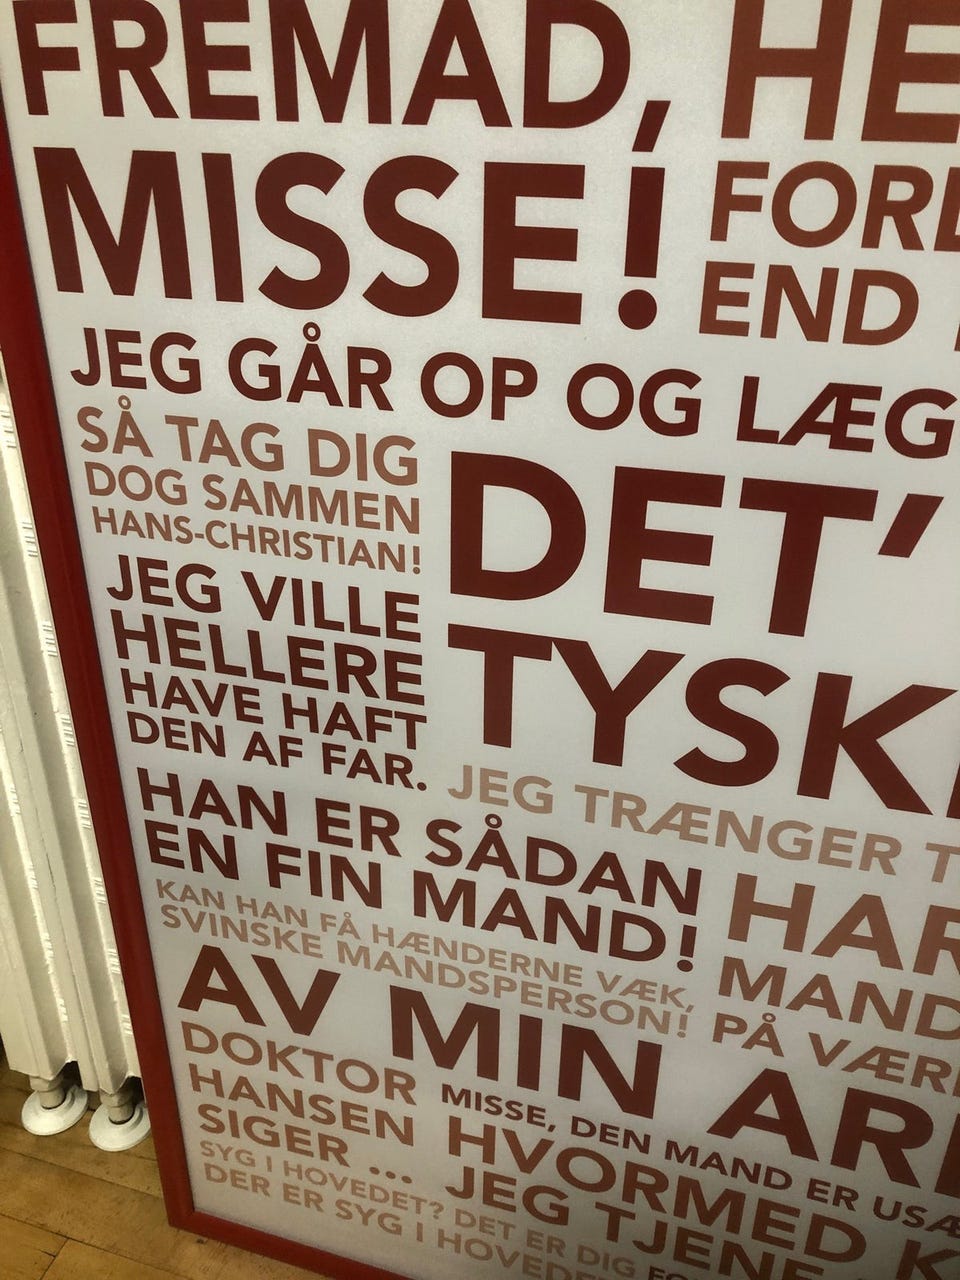 FREMAD,
MISSE!
FOR
END
JEG GÅR OP OG LÆG
SÅ TAG DIG
DOG SAMMEN
HANS-CHRISTIAN!
DET'
TYSK
JEG VILLE
HELLERE
HAVE HAFT
DEN AF FAR.
JEG TRÆNGER T
HAN ER SÅDAN
EN FIN MAND!
HAR
MAND
PÅ VÆR
KAN HAN FÅ HÆNDERNE VÆK,
SVINSKE MANDSPERSON!
AV MIN AR
DOKTOR
HANSEN
SIGER ...
MISSE, DEN MAND ER USÆ
HVORMED K
JEG TJENE
SYG I HOVEDET? DET ER DIG
DER ER SYG I HOVEDE